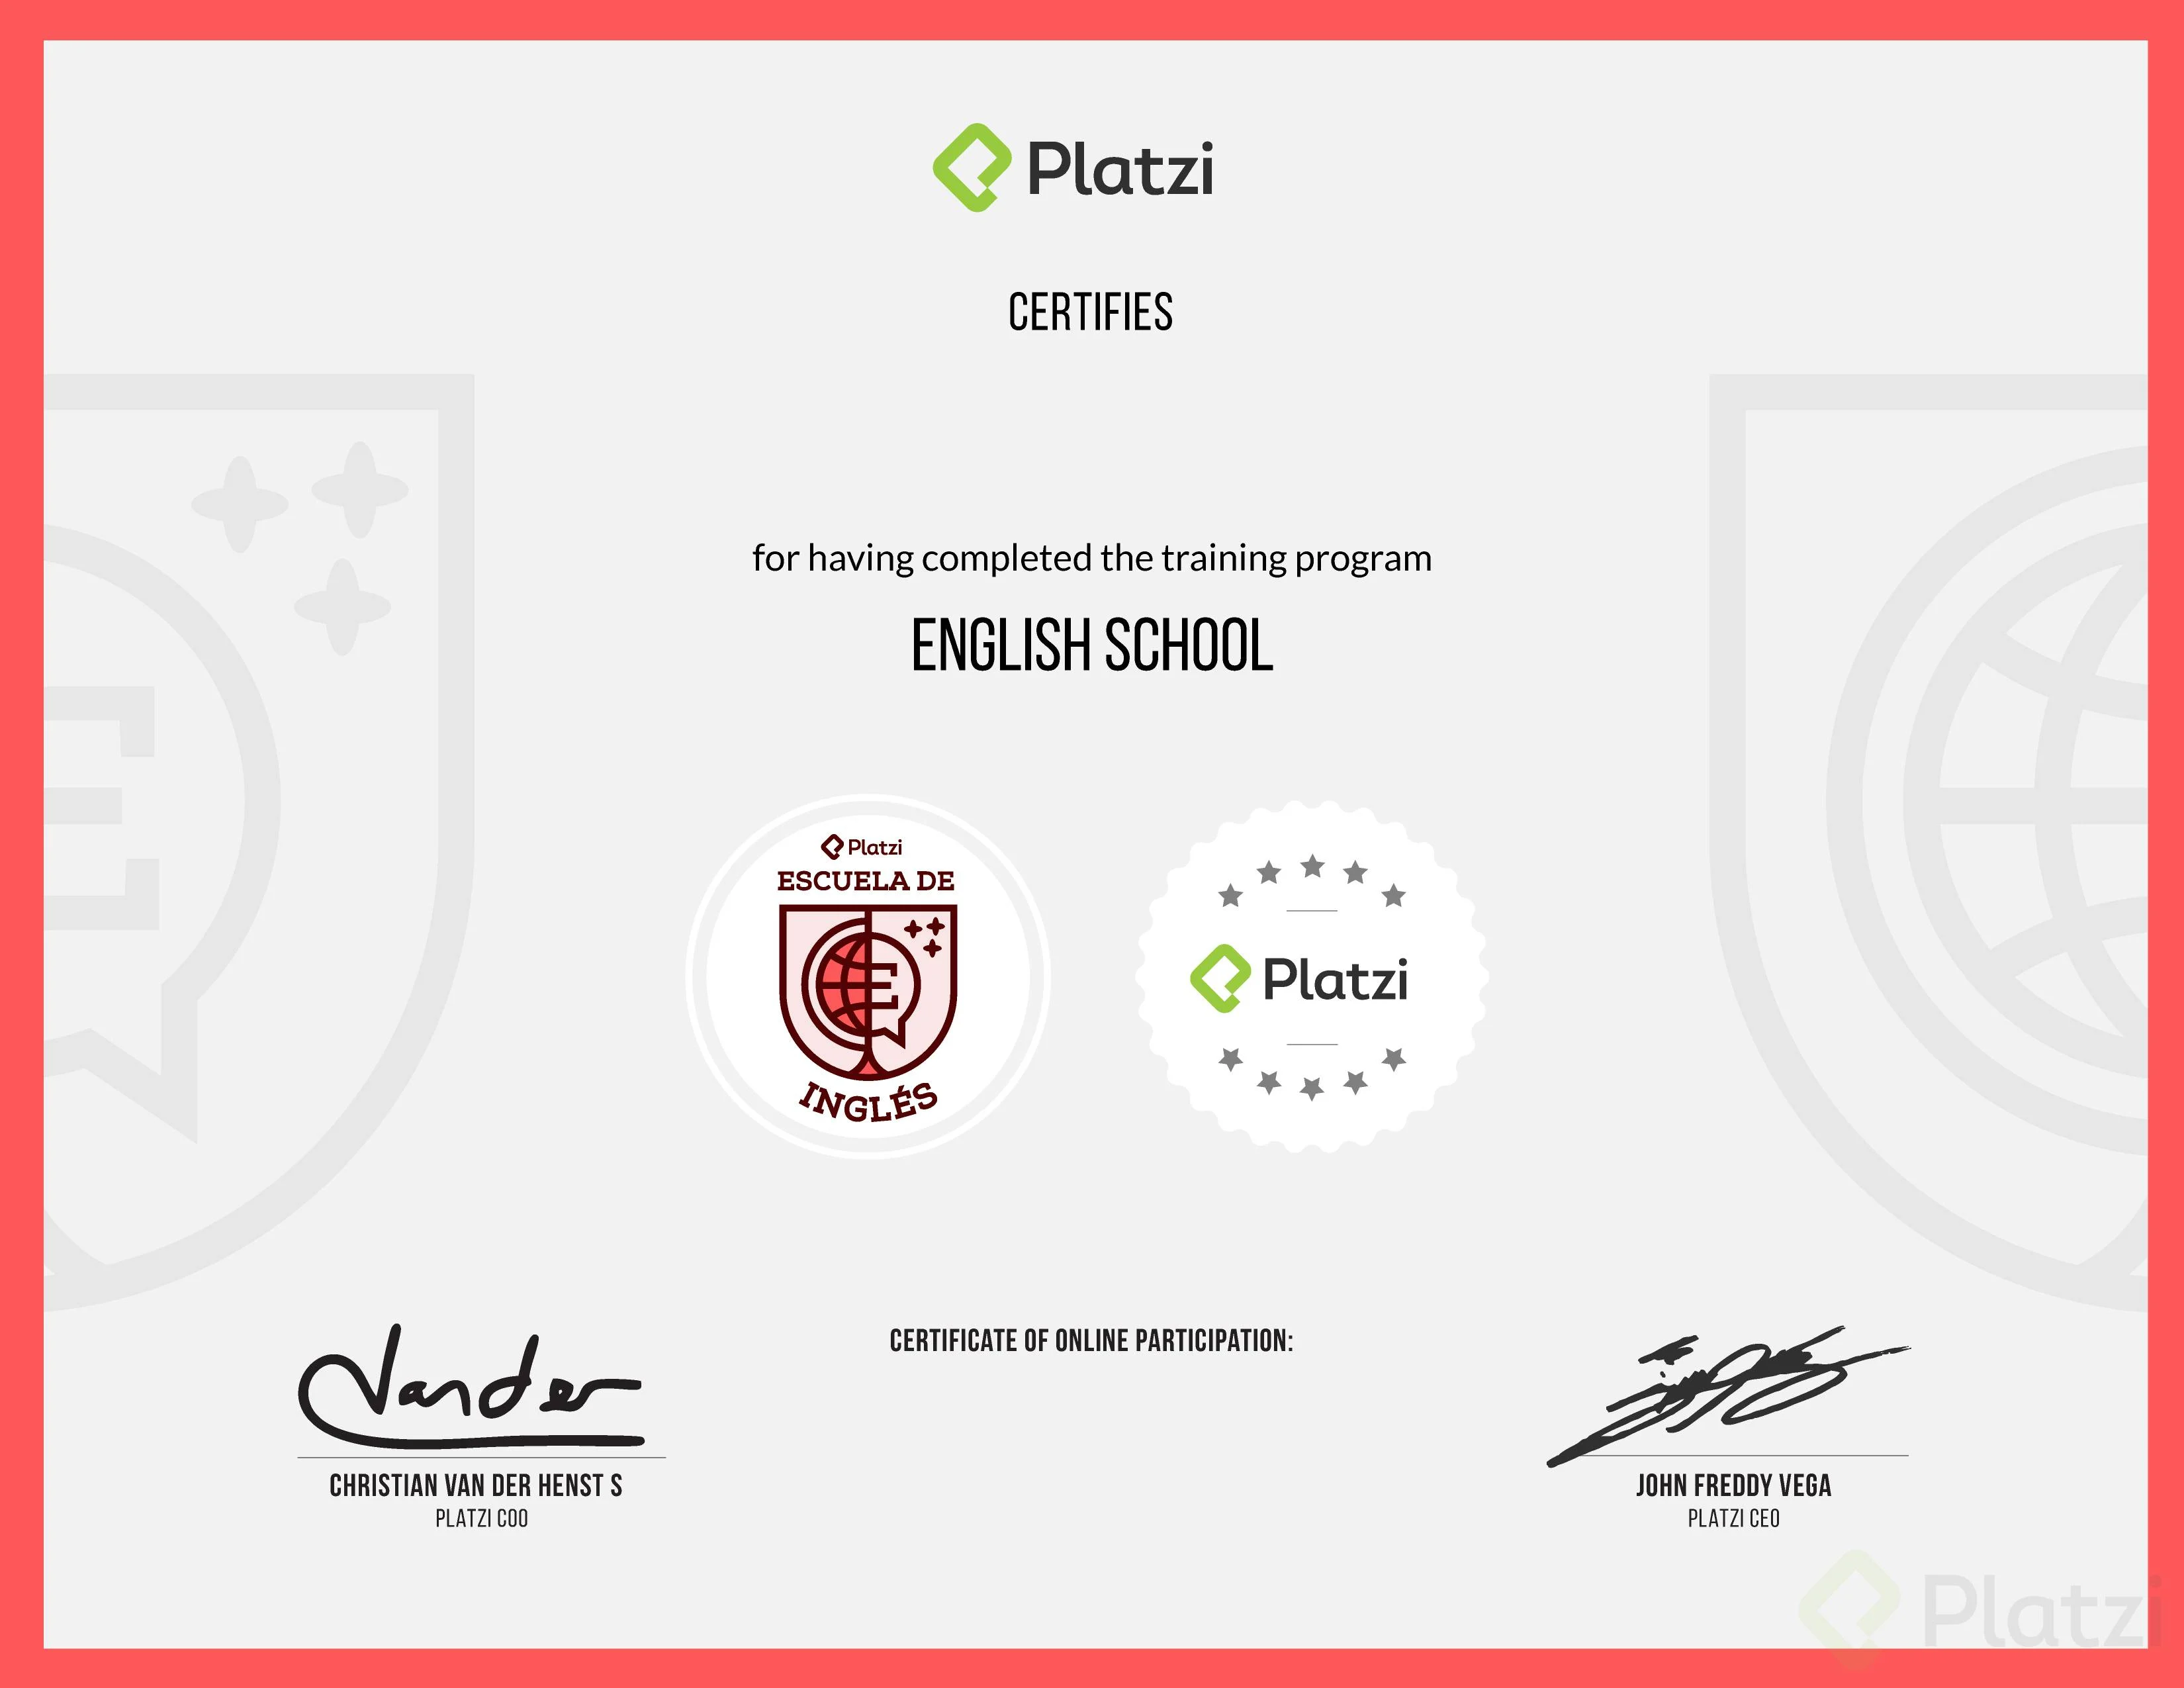 Platzi
CERTIFIES
for having completed the training program
ENGLISH SCHOOL
Platzi
ESCUELA DE
E
INGLÉS
Platzi
CERTIFICATE OF ONLINE PARTICIPATION:
Vander
CHRISTIAN VAN DER HENST S
PLATZI COO
JOHN FREDDY VEGA
PLATZI CEO
Platzi